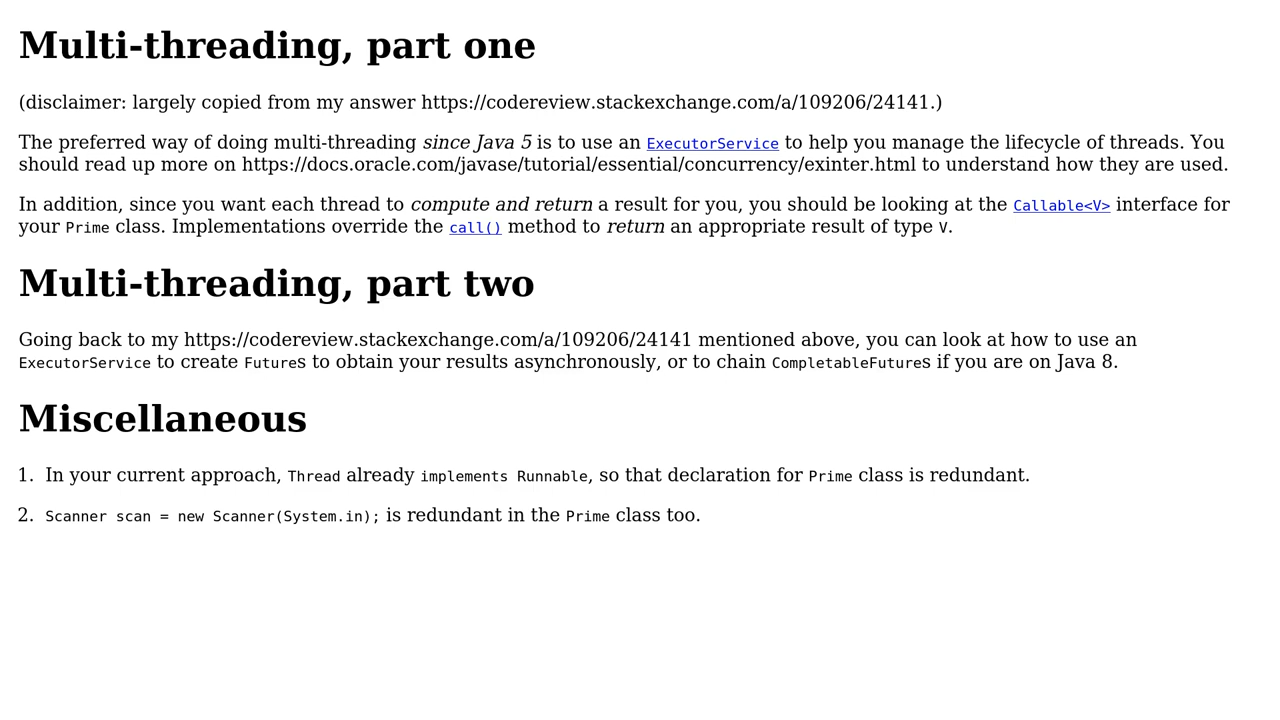 Multi-threading, part one
(disclaimer: largely copied from my answer https://codereview.stackexchange.com/a/109206/24141.)
The preferred way of doing multi-threading since Java 5 is to use an ExecutorService to help you manage the lifecycle of threads. You
should read up more on https://docs.oracle.com/javase/tutorial/essential/concurrency/exinter.html to understand how they are used.
In addition, since you want each thread to compute and return a result for you, you should be looking at the Callable<V> interface for
your Prime class. Implementations override the call() method to return an appropriate result of type V.
Multi-threading, part two
Going back to my https://codereview.stackexchange.com/a/109206/24141 mentioned above, you can look at how to use an
ExecutorService to create Futures to obtain your results asynchronously, or to chain CompletableFutures if you are on Java 8.
Miscellaneous
1. In your current approach, Thread already implements Runnable, so that declaration for Prime class is redundant.
2. Scanner scan = new Scanner(System.in); is redundant in the Prime class too.